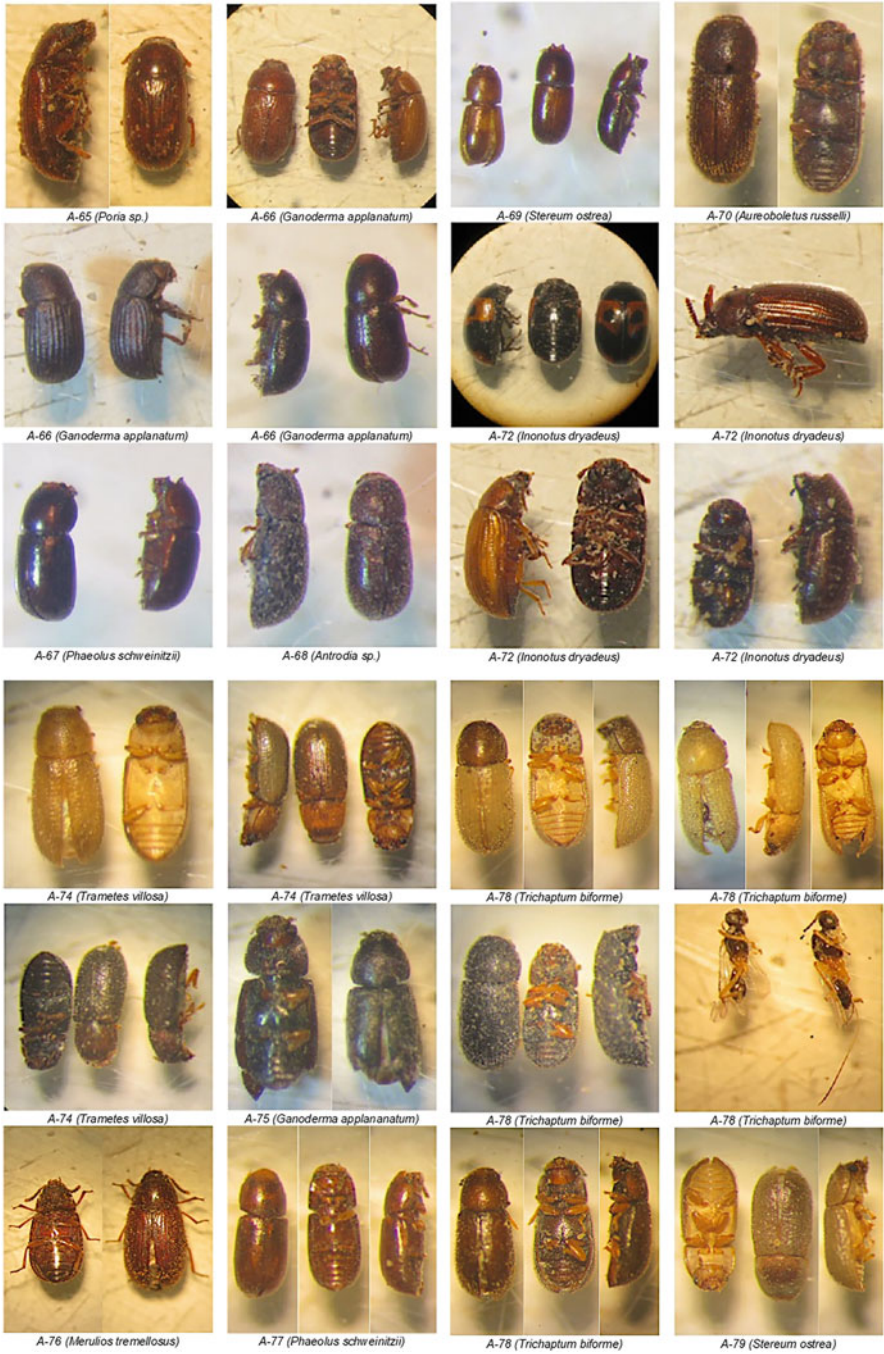 A-65 (Poria sp.)
A-66 (Ganoderma applanatum)
A-69 (Stereum ostrea)
A-70 (Aureoboletus russelli)
A-66 (Ganoderma applanatum)
A-66 (Ganoderma applanatum)
A-72 (Inonotus dryadeus)
A-72 (Inonotus dryadeus)
A-67 (Phaeolus schweinitzii)
A-68 (Antrodia sp.)
A-72 (Inonotus dryadeus)
A-72 (Inonotus dryadeus)
A-74 (Trametes villosa)
A-74 (Trametes villosa)
A-78 (Trichaptum biforme)
A-78 (Trichaptum biforme)
A-74 (Trametes villosa)
A-75 (Ganoderma applananatum)
A-78 (Trichaptum biforme)
A-78 (Trichaptum biforme)
A-76 (Merulios tremellosus)
A-77 (Phaeolus schweinitzii)
A-78 (Trichaptum biforme)
A-79 (Stereum ostrea)